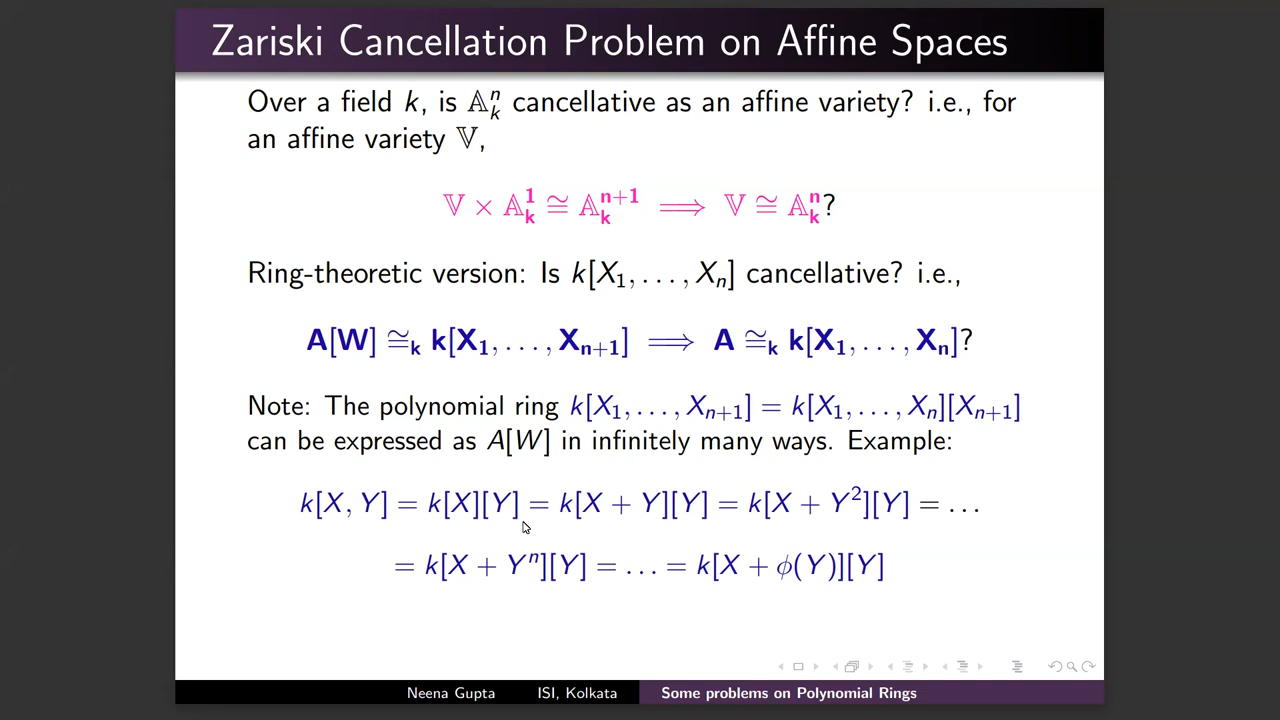 Zariski Cancellation Problem on Affine Spaces
Over a field k, is 𝔸ⁿₖ cancellative as an affine variety? i.e., for
an affine variety 𝕍,
𝕍 × 𝔸¹ₖ ≅ 𝔸ⁿ⁺¹ₖ ⟹ 𝕍 ≅ 𝔸ⁿₖ?
Ring-theoretic version: Is k[X₁, . . . , Xₙ] cancellative? i.e.,
A[W] ≅ₖ k[X₁, . . . , Xₙ₊₁] ⟹ A ≅ₖ k[X₁, . . . , Xₙ]?
Note: The polynomial ring k[X₁, . . . , Xₙ₊₁] = k[X₁, . . . , Xₙ][Xₙ₊₁]
can be expressed as A[W] in infinitely many ways. Example:
k[X, Y] = k[X][Y] = k[X + Y][Y] = k[X + Y²][Y] = . . .
= k[X + Yⁿ][Y] = . . . = k[X + ϕ(Y)][Y]
Neena Gupta ISI, Kolkata Some problems on Polynomial Rings